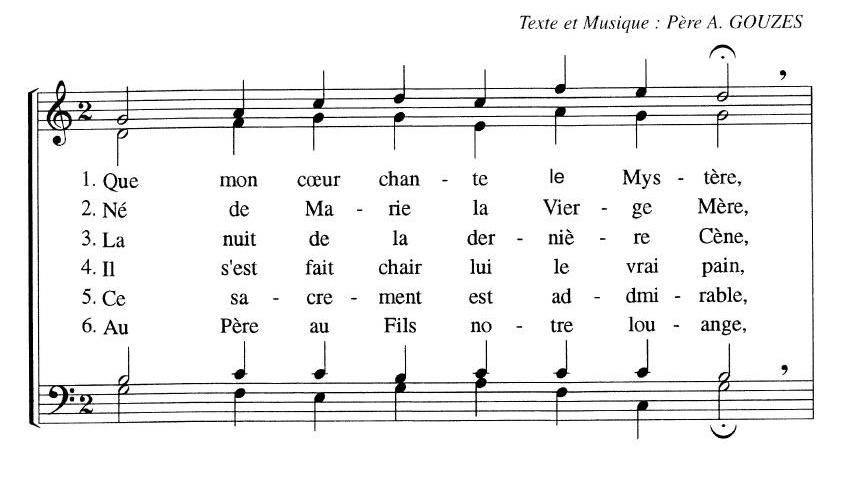 Texte et Musique : Père A. GOUZES
2
1. Que mon cœur chan - te le Mys - tère,
2. Né de Ma - rie la Vier - ge Mère,
3. La nuit de la der - niè - re Cène,
4. Il s'est fait chair lui le vrai pain,
5. Ce sa - cre - ment est ad - dmi - rable,
6. Au Père au Fils no - tre lou - ange,
2